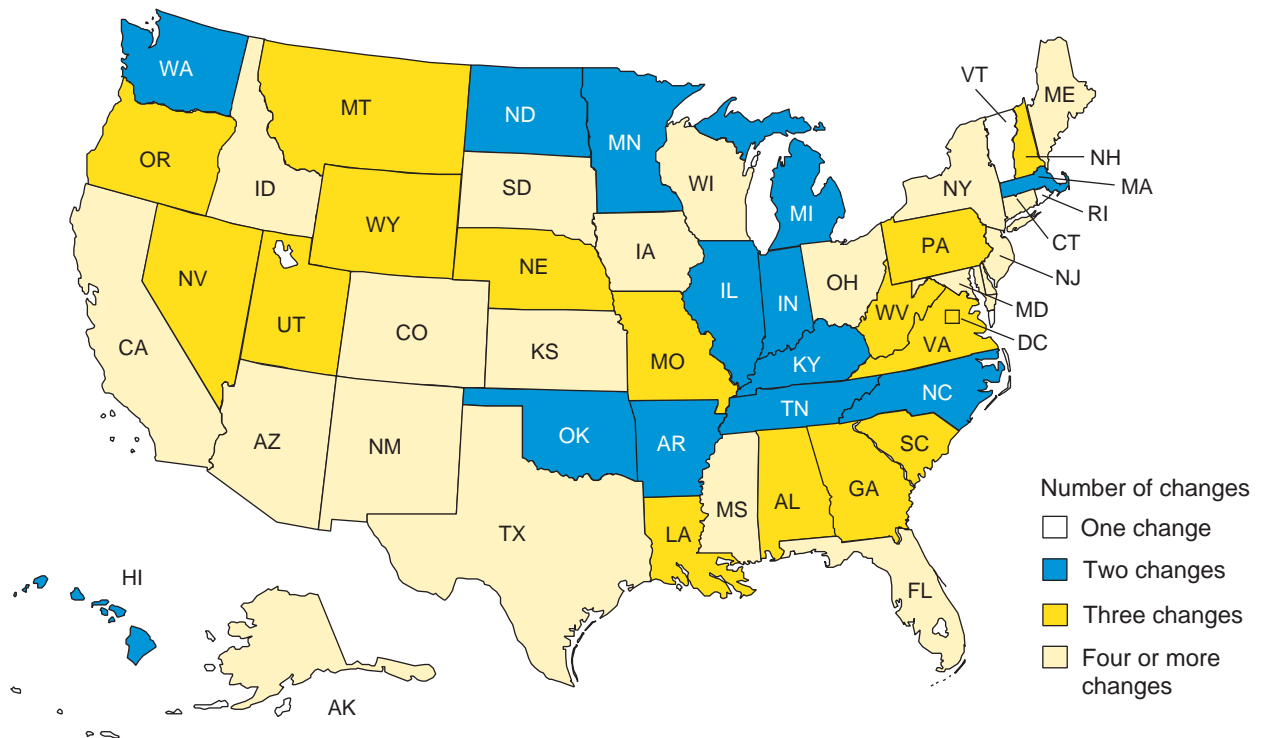 WA
MT
ND
MN
VT
ME
OR
ID
SD
WI
NY
NH
MA
RI
CT
WY
MI
NV
NE
IA
PA
NJ
UT
IL
IN
OH
MD
CA
CO
KS
MO
WV
VA
DC
KY
AZ
NM
OK
AR
TN
NC
SC
TX
LA
MS
AL
GA
FL
HI
AK
Number of changes
One change
Two changes
Three changes
Four or more
changes